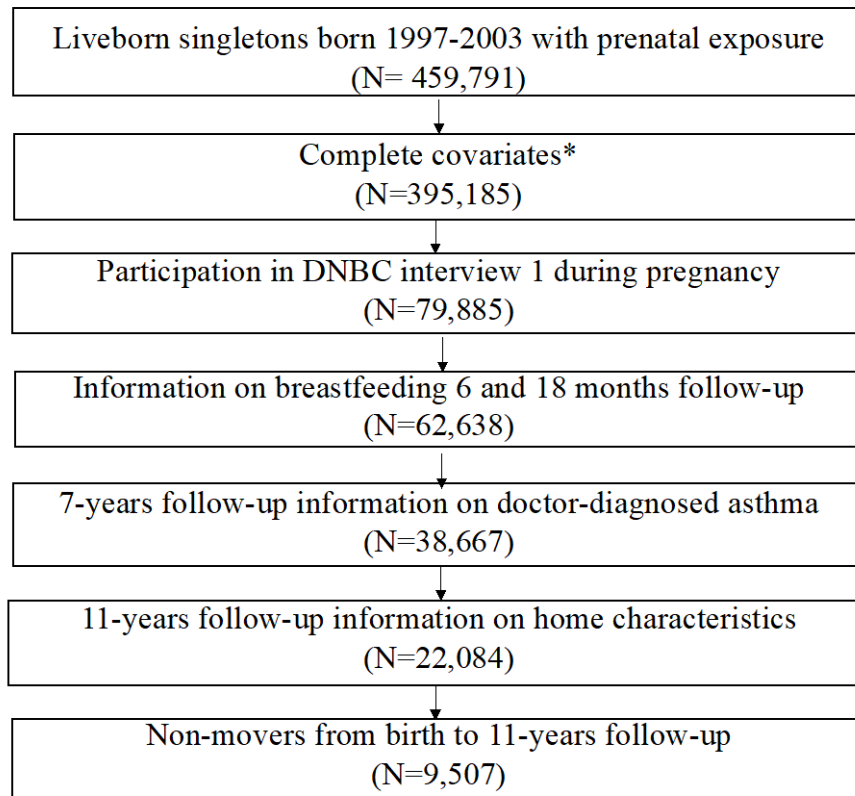 Liveborn singletons born 1997-2003 with prenatal exposure
(N= 459,791)
Complete covariates*
(N=395,185)
Participation in DNBC interview 1 during pregnancy
(N=79,885)
Information on breastfeeding 6 and 18 months follow-up
(N=62,638)
7-years follow-up information on doctor-diagnosed asthma
(N=38,667)
11-years follow-up information on home characteristics
(N=22,084)
Non-movers from birth to 11-years follow-up
(N=9,507)